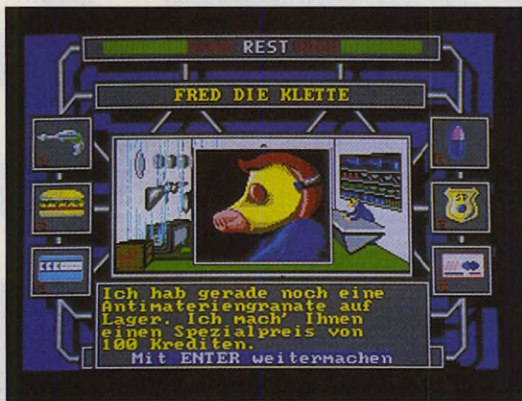 REST
FRED DIE KLETTE
Ich hab gerade noch eine
Antimateriengranate auf
Lager. Ich mach' Ihnen
einen Spezialpreis von
100 Krediten.
Mit ENTER weitermachen